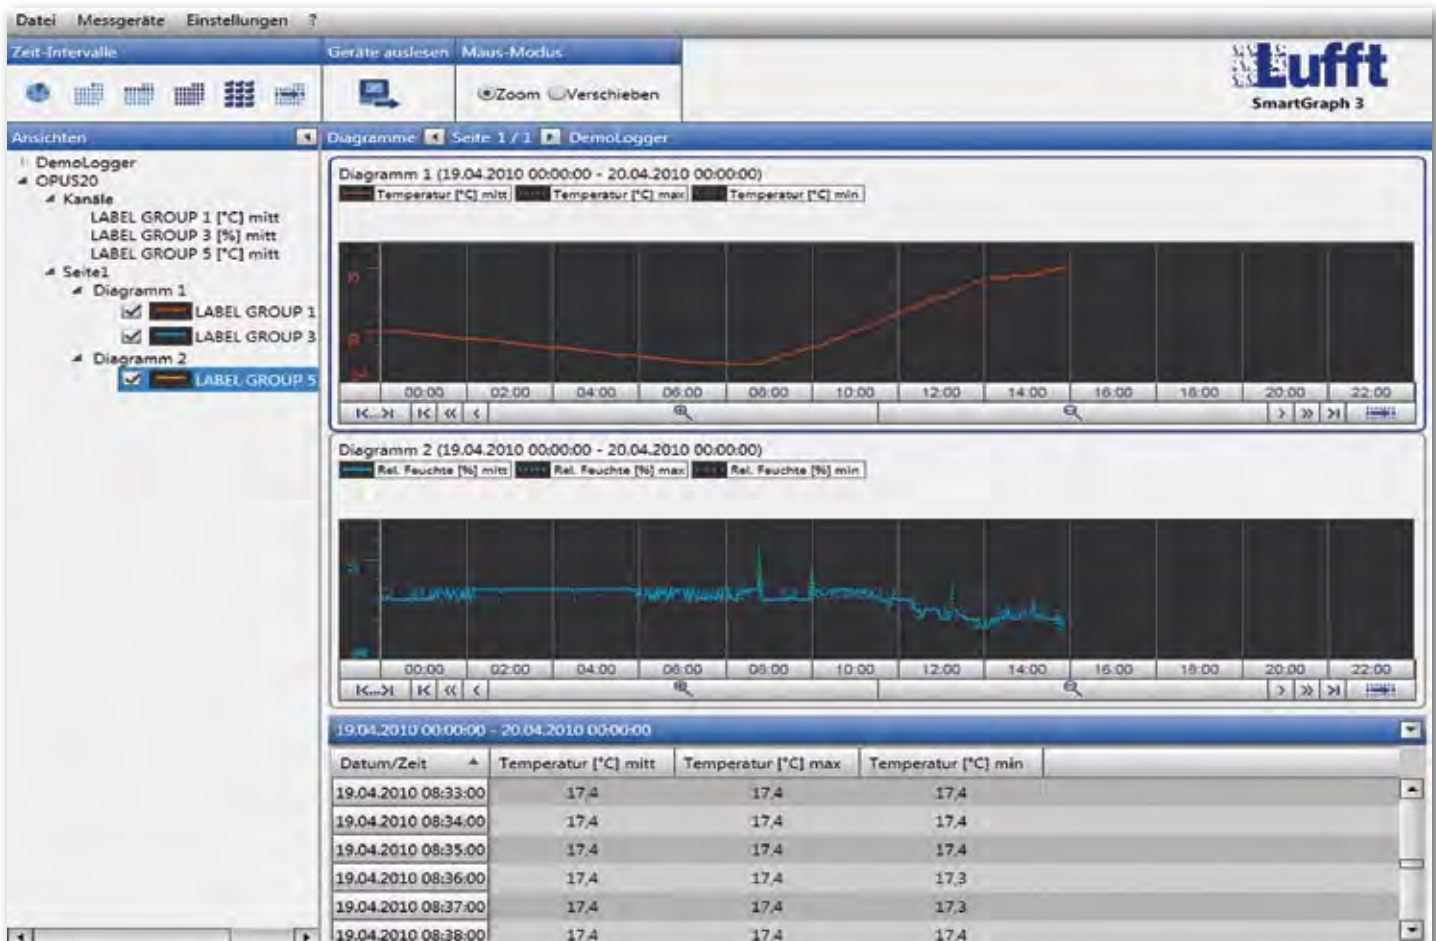 Datei Messgeräte Einstellungen ?
Zeit-Intervalle Geräte auslesen Maus-Modus
Zoom Verschieben
Lufft
SmartGraph 3
Ansichten Diagramme Seite 1 / 1 DemoLogger
DemoLogger
OPUS20
Kanäle
LABEL GROUP 1 [°C] mitt
LABEL GROUP 3 [%] mitt
LABEL GROUP 5 [°C] mitt
Seite1
Diagramm 1
LABEL GROUP 1
LABEL GROUP 3
Diagramm 2
LABEL GROUP 5
Diagramm 1 (19.04.2010 00:00:00 - 20.04.2010 00:00:00)
Temperatur [°C] mitt Temperatur [°C] max Temperatur [°C] min
00:00 02:00 04:00 06:00 08:00 10:00 12:00 14:00 16:00 18:00 20:00 22:00
Diagramm 2 (19.04.2010 00:00:00 - 20.04.2010 00:00:00)
Rel. Feuchte [%] mitt Rel. Feuchte [%] max Rel. Feuchte [%] min
00:00 02:00 04:00 06:00 08:00 10:00 12:00 14:00 16:00 18:00 20:00 22:00
19.04.2010 00:00:00 - 20.04.2010 00:00:00
Datum/Zeit Temperatur [°C] mitt Temperatur [°C] max Temperatur [°C] min
19.04.2010 08:33:00 17,4 17,4 17,4
19.04.2010 08:34:00 17,4 17,4 17,4
19.04.2010 08:35:00 17,4 17,4 17,4
19.04.2010 08:36:00 17,4 17,4 17,3
19.04.2010 08:37:00 17,4 17,4 17,3
19.04.2010 08:38:00 17,4 17,4 17,4